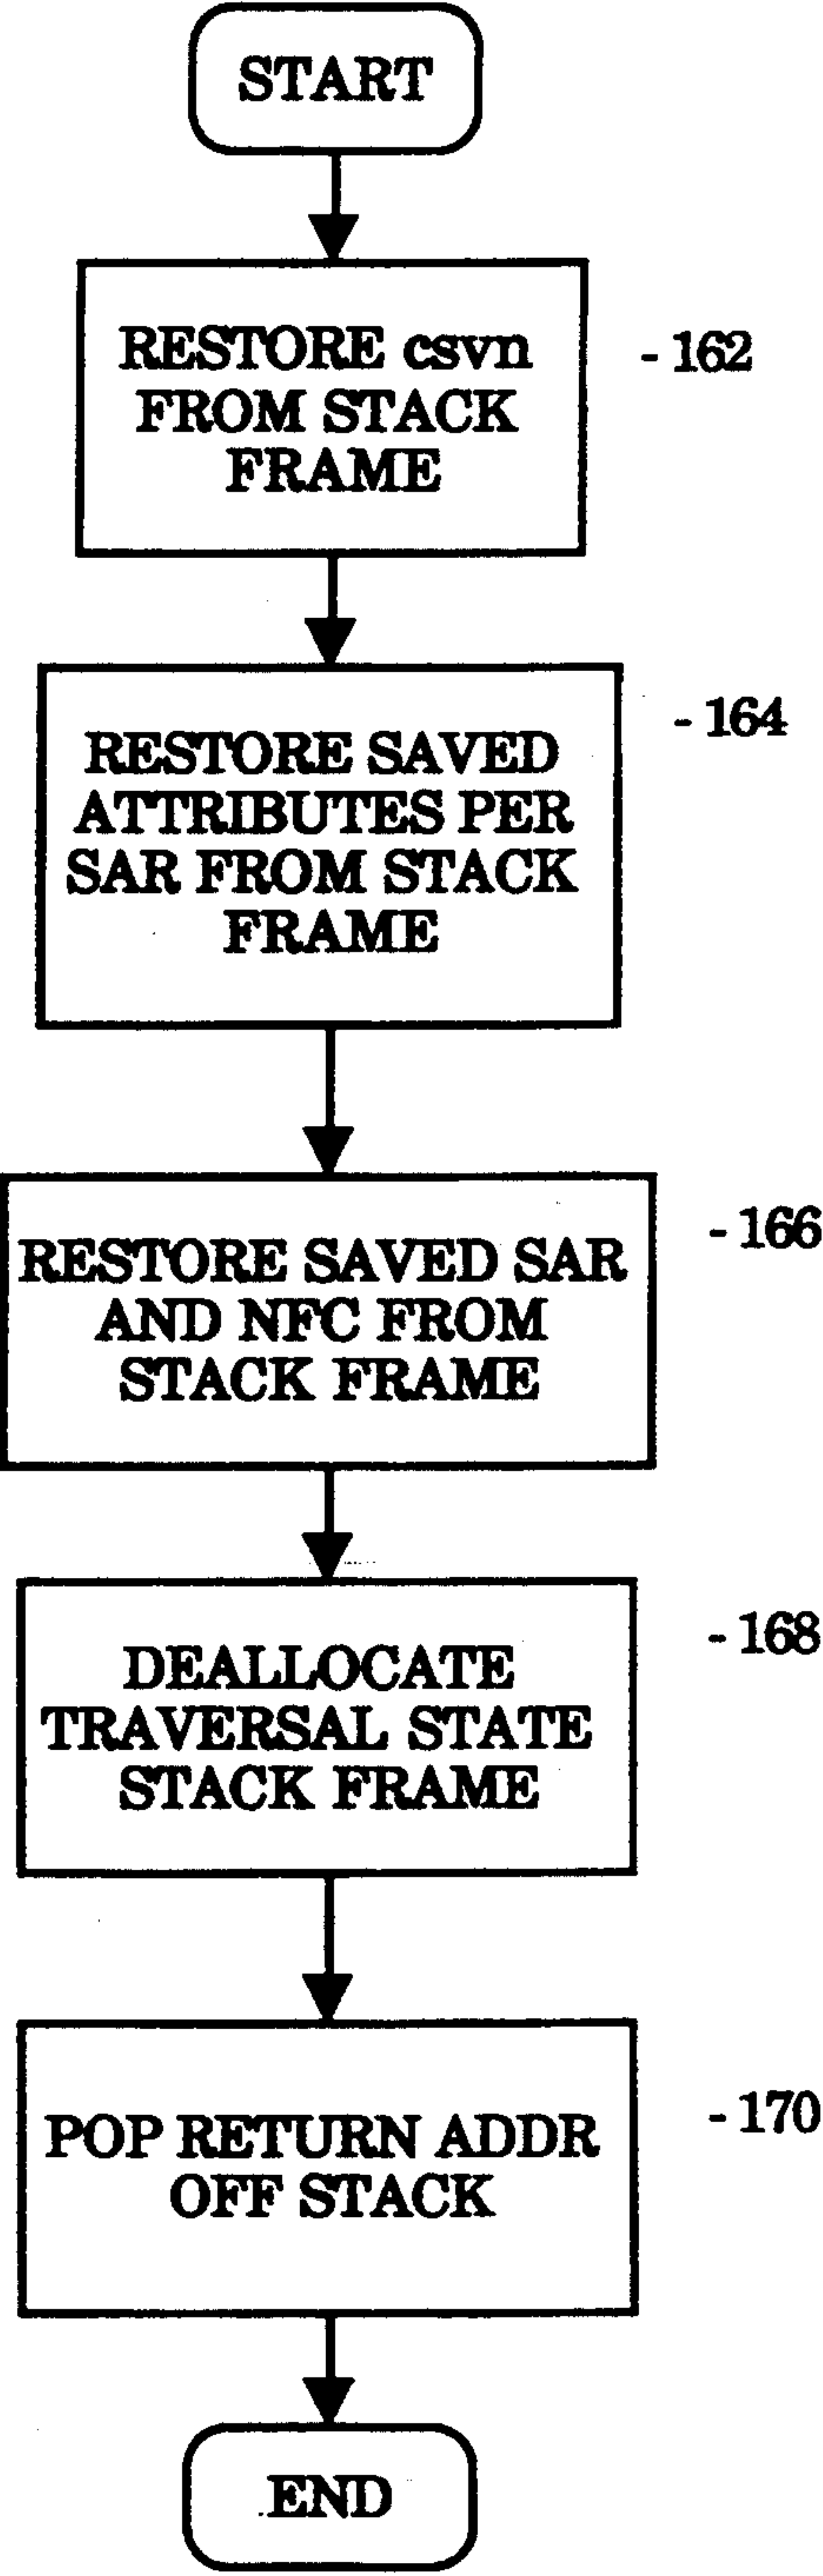 START
RESTORE csvn
FROM STACK
FRAME
- 162
RESTORE SAVED
ATTRIBUTES PER
SAR FROM STACK
FRAME
- 164
RESTORE SAVED SAR
AND NFC FROM
STACK FRAME
- 166
DEALLOCATE
TRAVERSAL STATE
STACK FRAME
- 168
POP RETURN ADDR
OFF STACK
- 170
END